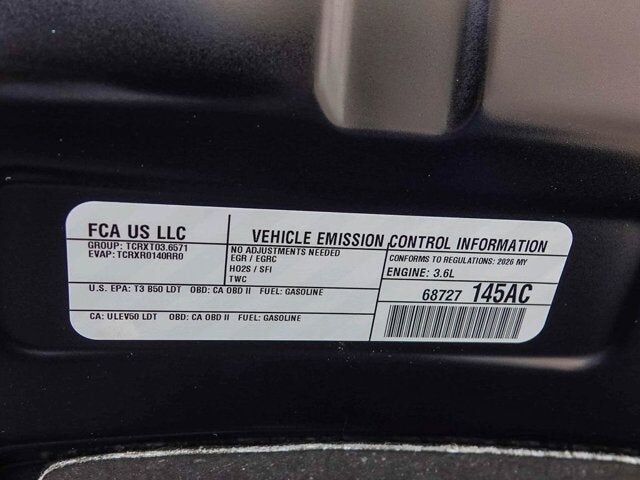 FCA US LLC
GROUP: TCRXT03.6571
EVAP: TCRXR0140RR0
VEHICLE EMISSION CONTROL INFORMATION
NO ADJUSTMENTS NEEDED
EGR / EGRC
HO2S / SFI
TWC
CONFORMS TO REGULATIONS: 2026 MY
ENGINE: 3.6L
U.S. EPA: T3 B50 LDT OBD: CA OBD II FUEL: GASOLINE
CA: ULEV50 LDT OBD: CA OBD II FUEL: GASOLINE
68727 145AC